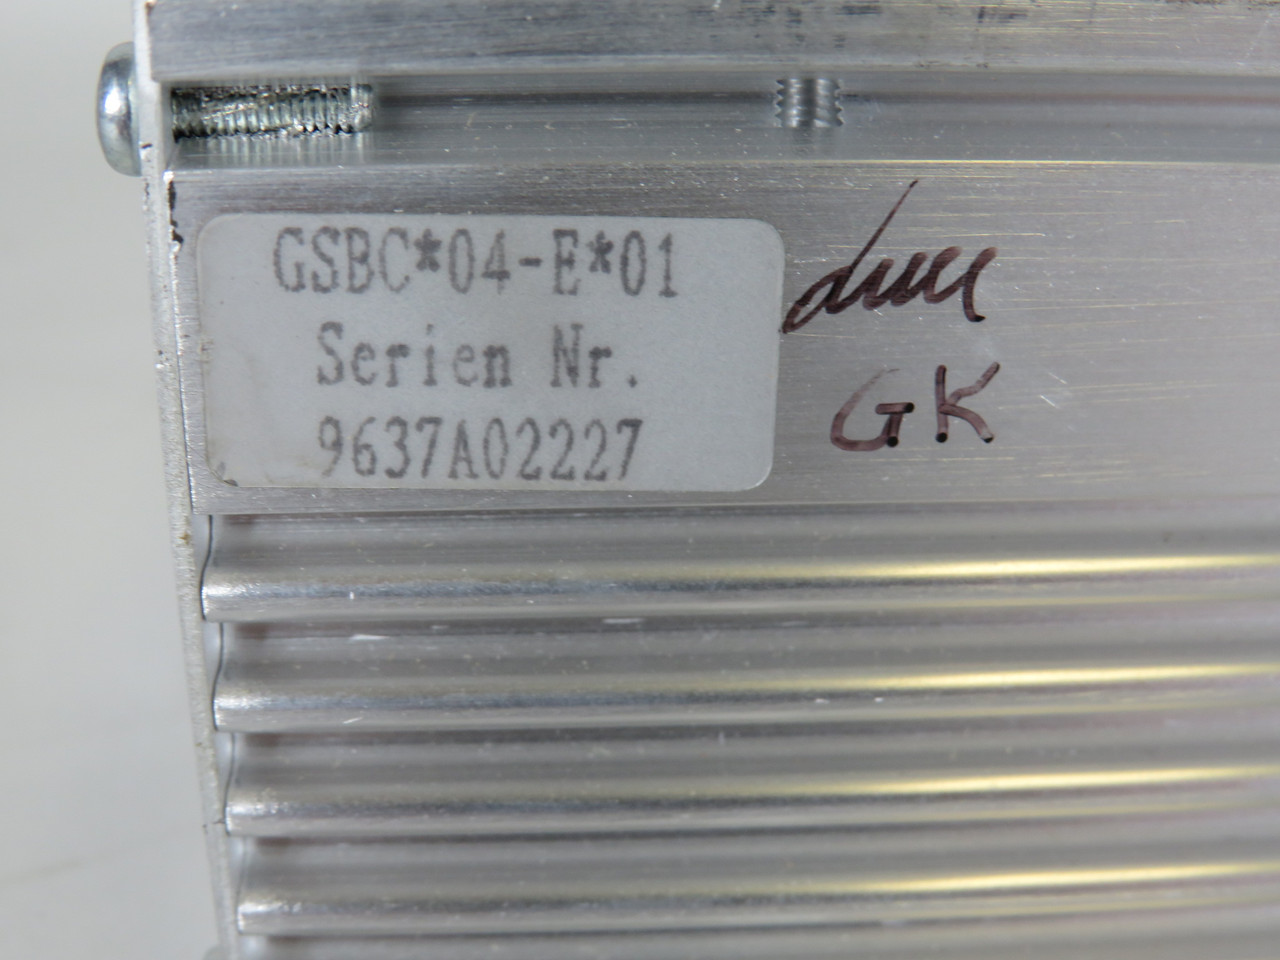 GSBC*04-E*01
Serien Nr.
9637A02227
GK